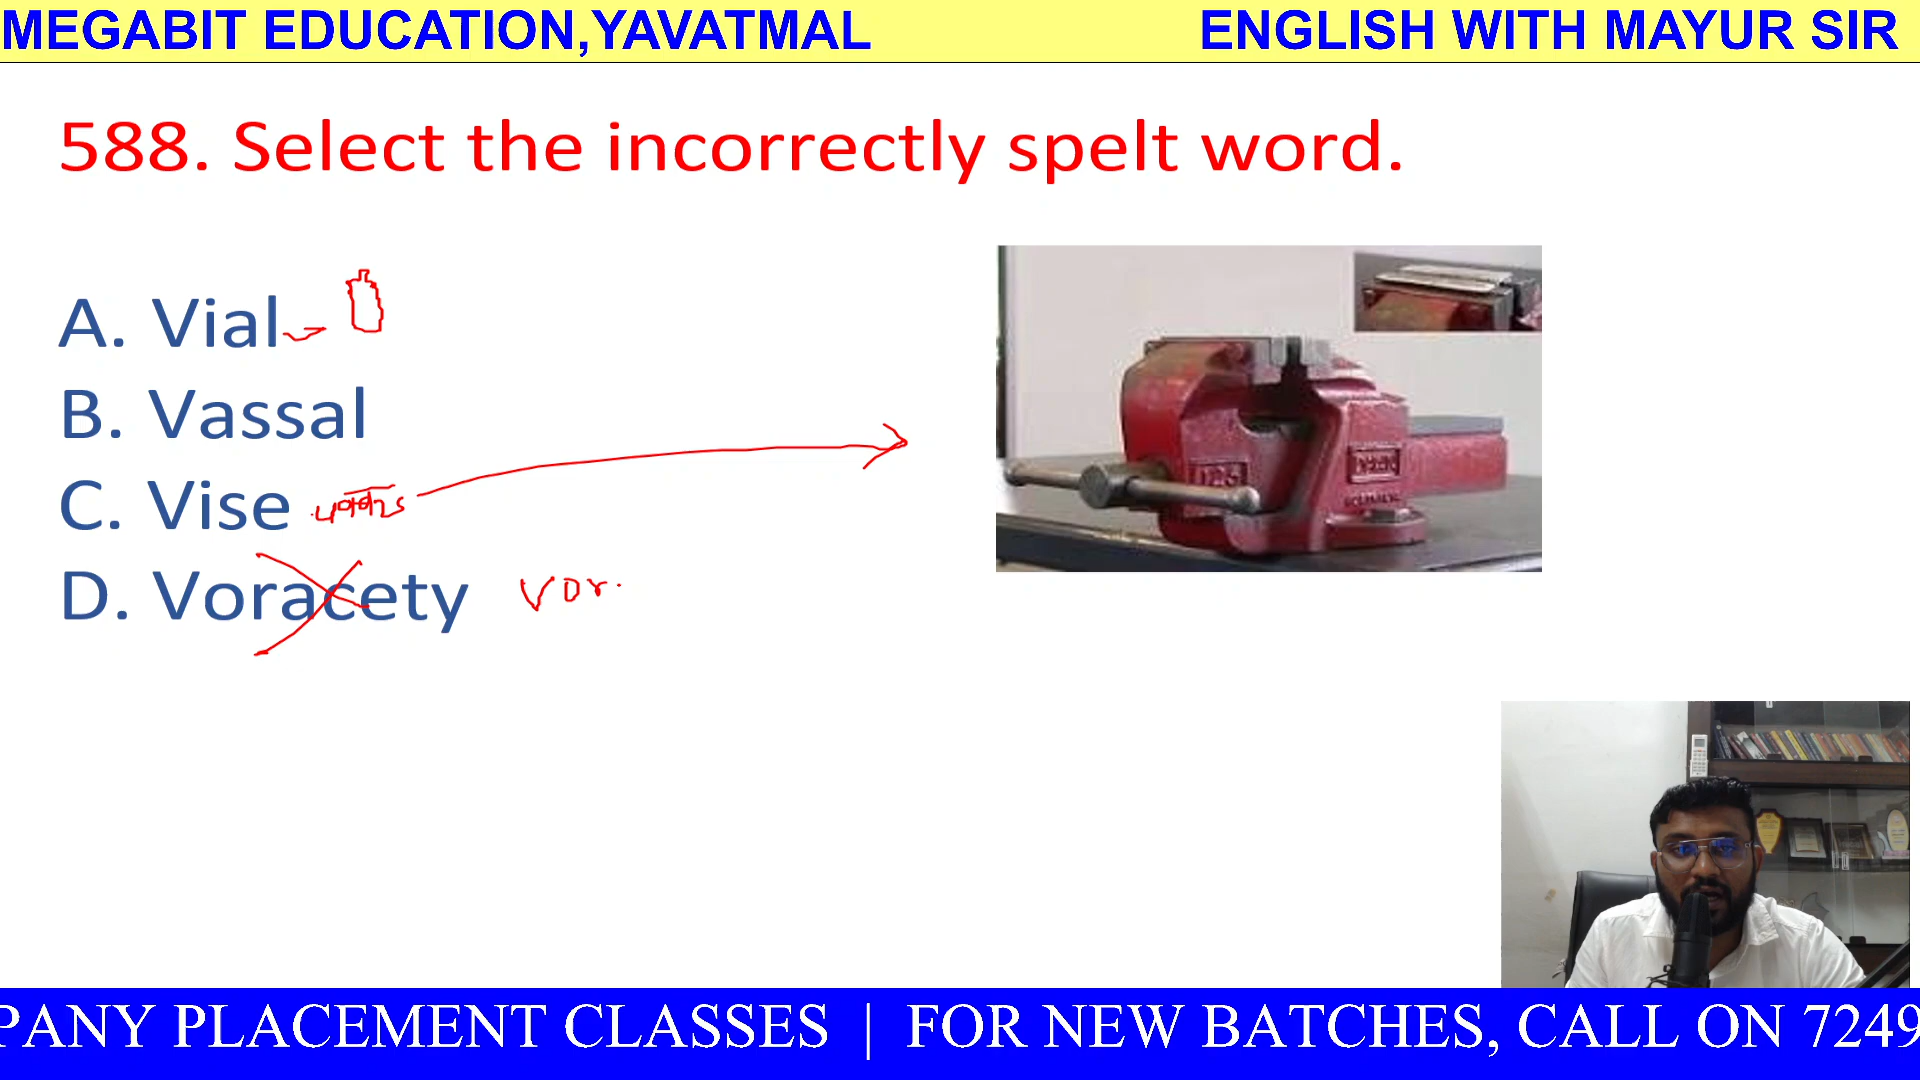 MEGABIT EDUCATION,YAVATMAL ENGLISH WITH MAYUR SIR
588. Select the incorrectly spelt word.
A. Vial
B. Vassal
C. Vise
D. Voracety vor.
PANY PLACEMENT CLASSES | FOR NEW BATCHES, CALL ON 7249